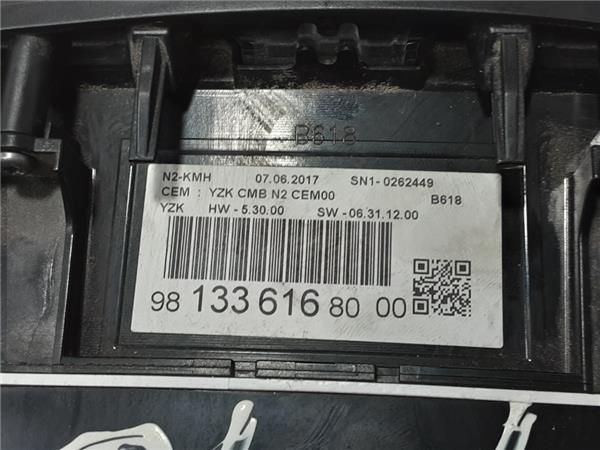 B618
N2-KMH 07.06.2017 SN1-0262449
CEM : YZK CMB N2 CEM00 B618
YZK HW - 5.30.00 SW - 06.31.12.00
98 133 616 80 00